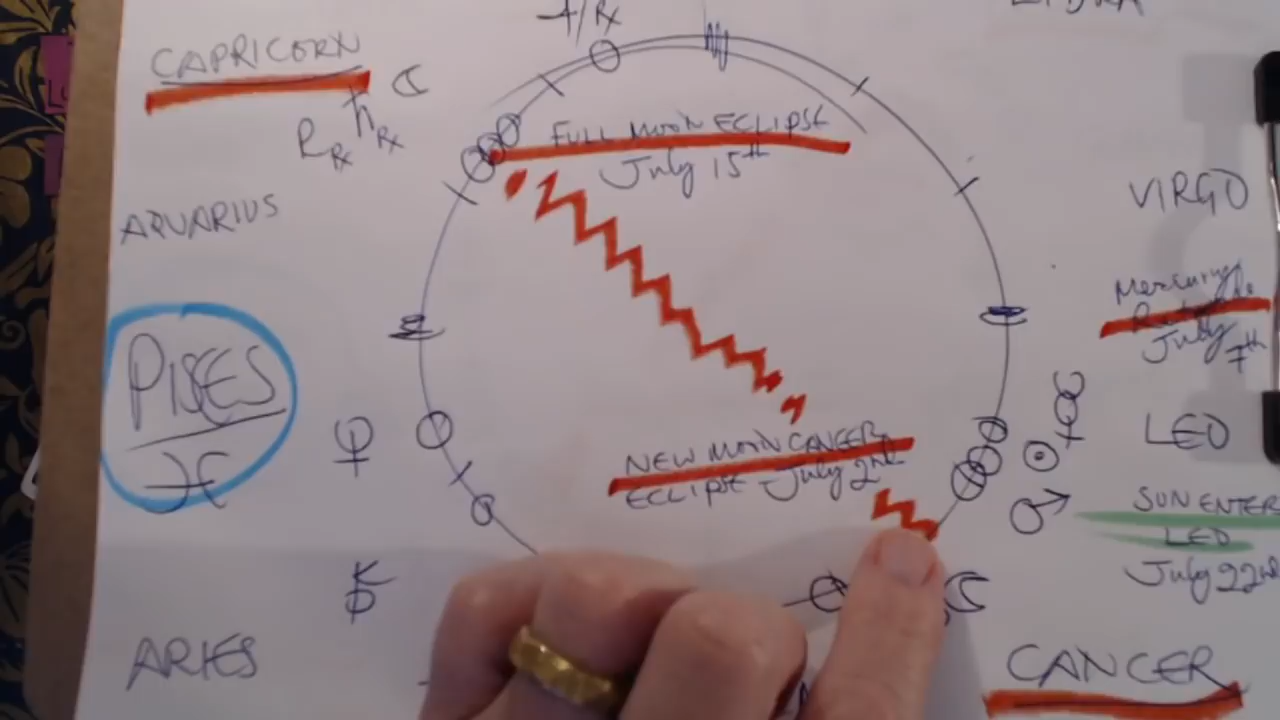 CAPRICORN
FULL MOON ECLIPSE
July 15th
AQUARIUS
VIRGO
Mercury
July
7th
PISES
LEO
NEW MOON CANCER
ECLIPSE July 2nd
SUN ENTER
LEO
July 22nd
ARIES
CANCER